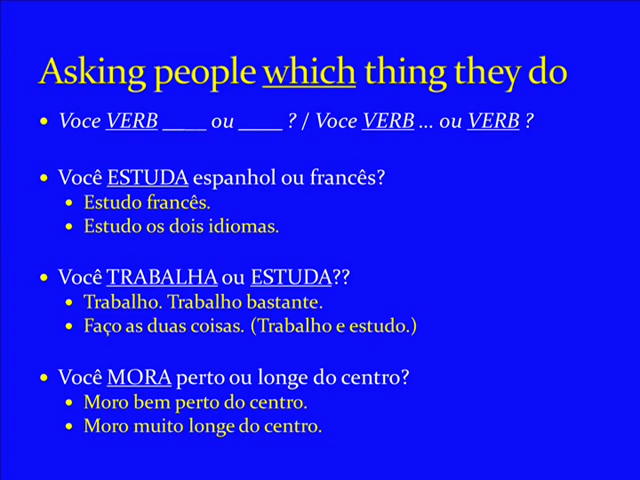 Asking people which thing they do
• Voce VERB ____ ou ____ ? / Voce VERB ... ou VERB ?
• Você ESTUDA espanhol ou francês?
• Estudo francês.
• Estudo os dois idiomas.
• Você TRABALHA ou ESTUDA??
• Trabalho. Trabalho bastante.
• Faço as duas coisas. (Trabalho e estudo.)
• Você MORA perto ou longe do centro?
• Moro bem perto do centro.
• Moro muito longe do centro.